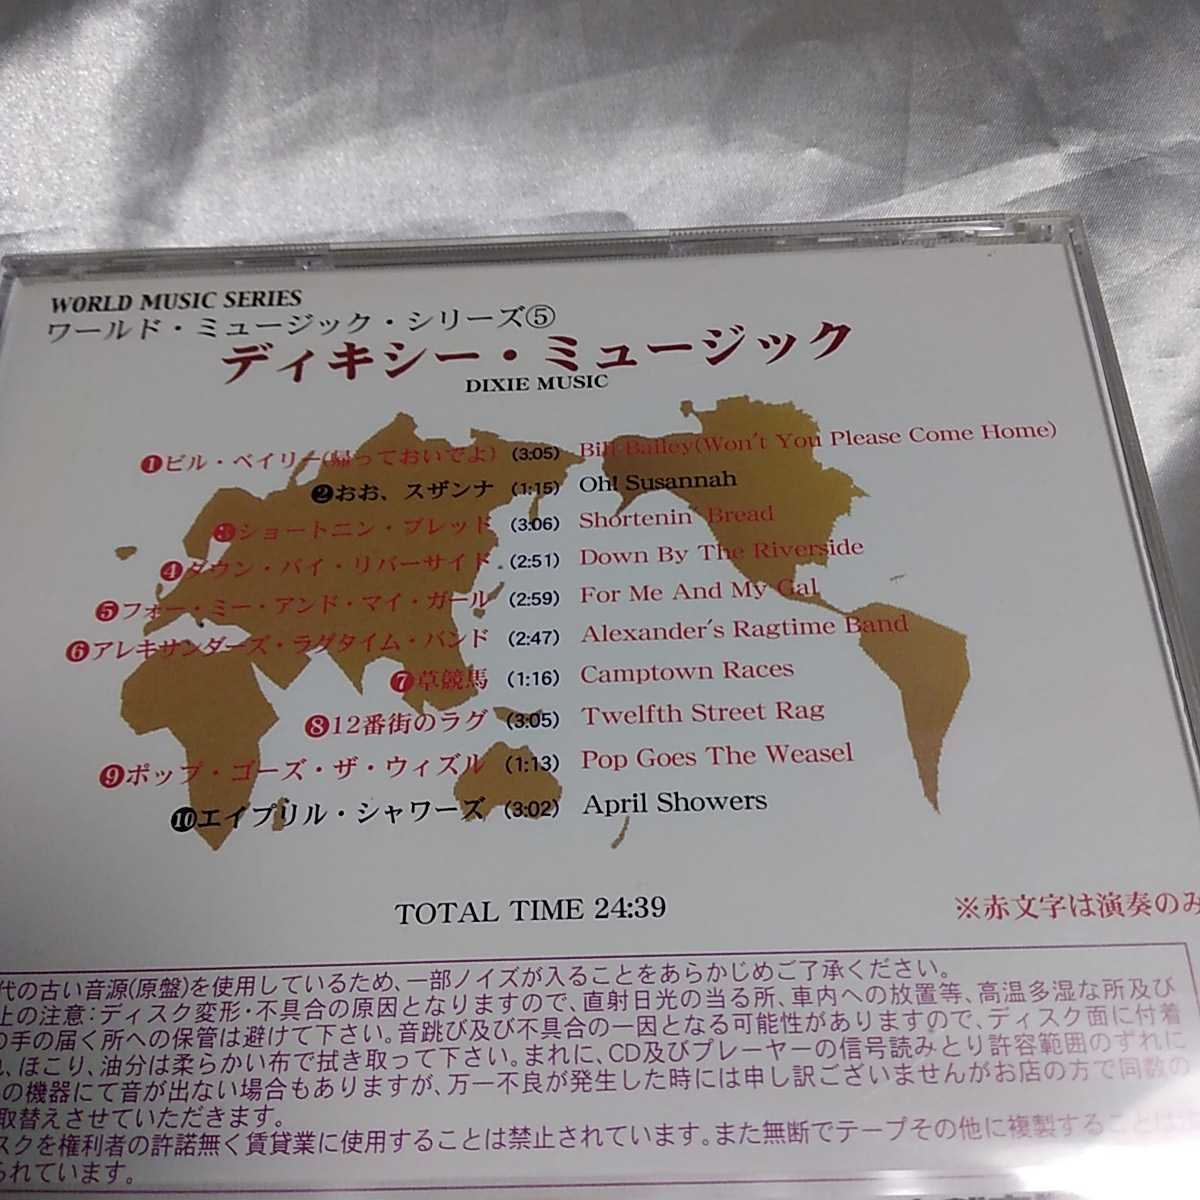 WORLD MUSIC SERIES
ワールド・ミュージック・シリーズ⑤
ディキシー・ミュージック
DIXIE MUSIC
❶ビル・ベイリー(帰っておいでよ) (3:05) Bill Bailey(Won't You Please Come Home)
❷おお、スザンナ (1:15) Oh! Susannah
❸ショートニン・ブレッド (3:06) Shortenin' Bread
❹ダウン・バイ・リバーサイド (2:51) Down By The Riverside
❺フォー・ミー・アンド・マイ・ガール (2:59) For Me And My Gal
❻アレキサンダーズ・ラグタイム・バンド (2:47) Alexander's Ragtime Band
❼草競馬 (1:16) Camptown Races
❽12番街のラグ (3:05) Twelfth Street Rag
❾ポップ・ゴーズ・ザ・ウィズル (1:13) Pop Goes The Weasel
❿エイプリル・シャワーズ (3:02) April Showers
TOTAL TIME 24:39
※赤文字は演奏のみ
代の古い音源(原盤)を使用しているため、一部ノイズが入ることをあらかじめご了承ください。
上の注意:ディスク変形・不具合の原因となりますので、直射日光の当る所、車内への放置等、高温多湿な所及び
の手の届く所への保管は避けて下さい。音跳び及び不具合の一因となる可能性がありますので、ディスク面に付着
れ、ほこり、油分は柔らかい布で拭き取って下さい。まれに、CD及びプレーヤーの信号読みとり許容範囲のずれに
の機器にて音が出ない場合もありますが、万一不良が発生した時には申し訳ございませんがお店の方で同数の
取替えさせていただきます。
スクを権利者の許諾無く賃貸業に使用することは禁止されています。また無断でテープその他に複製することは法
られています。